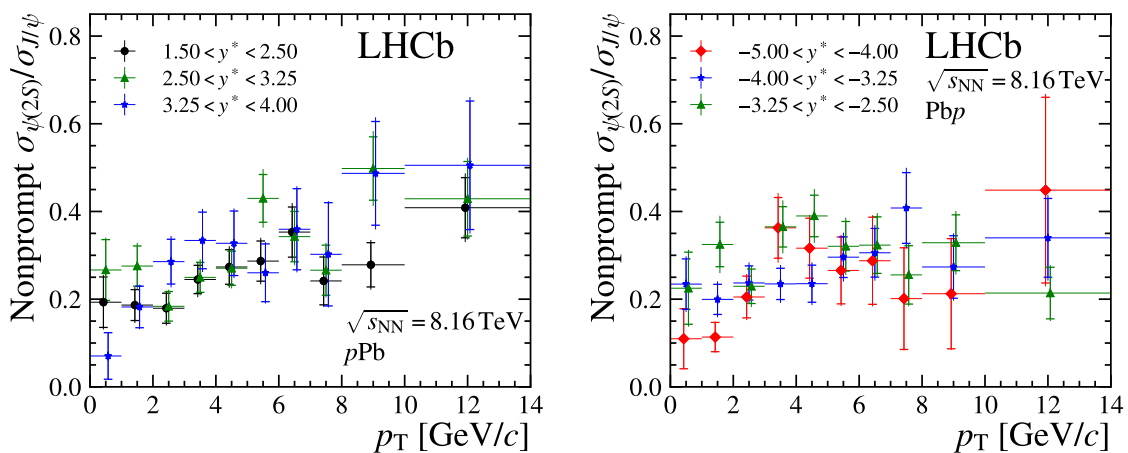 LHCb
1.50 < y* < 2.50
2.50 < y* < 3.25
3.25 < y* < 4.00
√sNN = 8.16 TeV
pPb
Nonprompt σψ(2S)/σJ/ψ
0.0
0.2
0.4
0.6
0.8
0 2 4 6 8 10 12 14
pT [GeV/c]
LHCb
−5.00 < y* < −4.00
−4.00 < y* < −3.25
−3.25 < y* < −2.50
√sNN = 8.16 TeV
Pbp
Nonprompt σψ(2S)/σJ/ψ
0.0
0.2
0.4
0.6
0.8
0 2 4 6 8 10 12 14
pT [GeV/c]